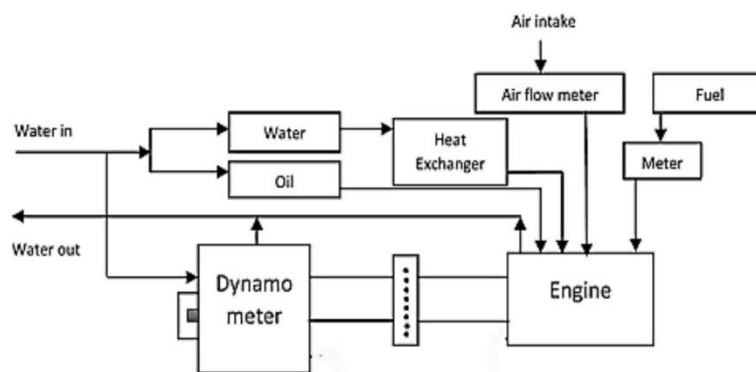 Air intake
Air flow meter
Fuel
Water in
Water
Heat
Exchanger
Meter
Oil
Water out
Dynamo
meter
Engine